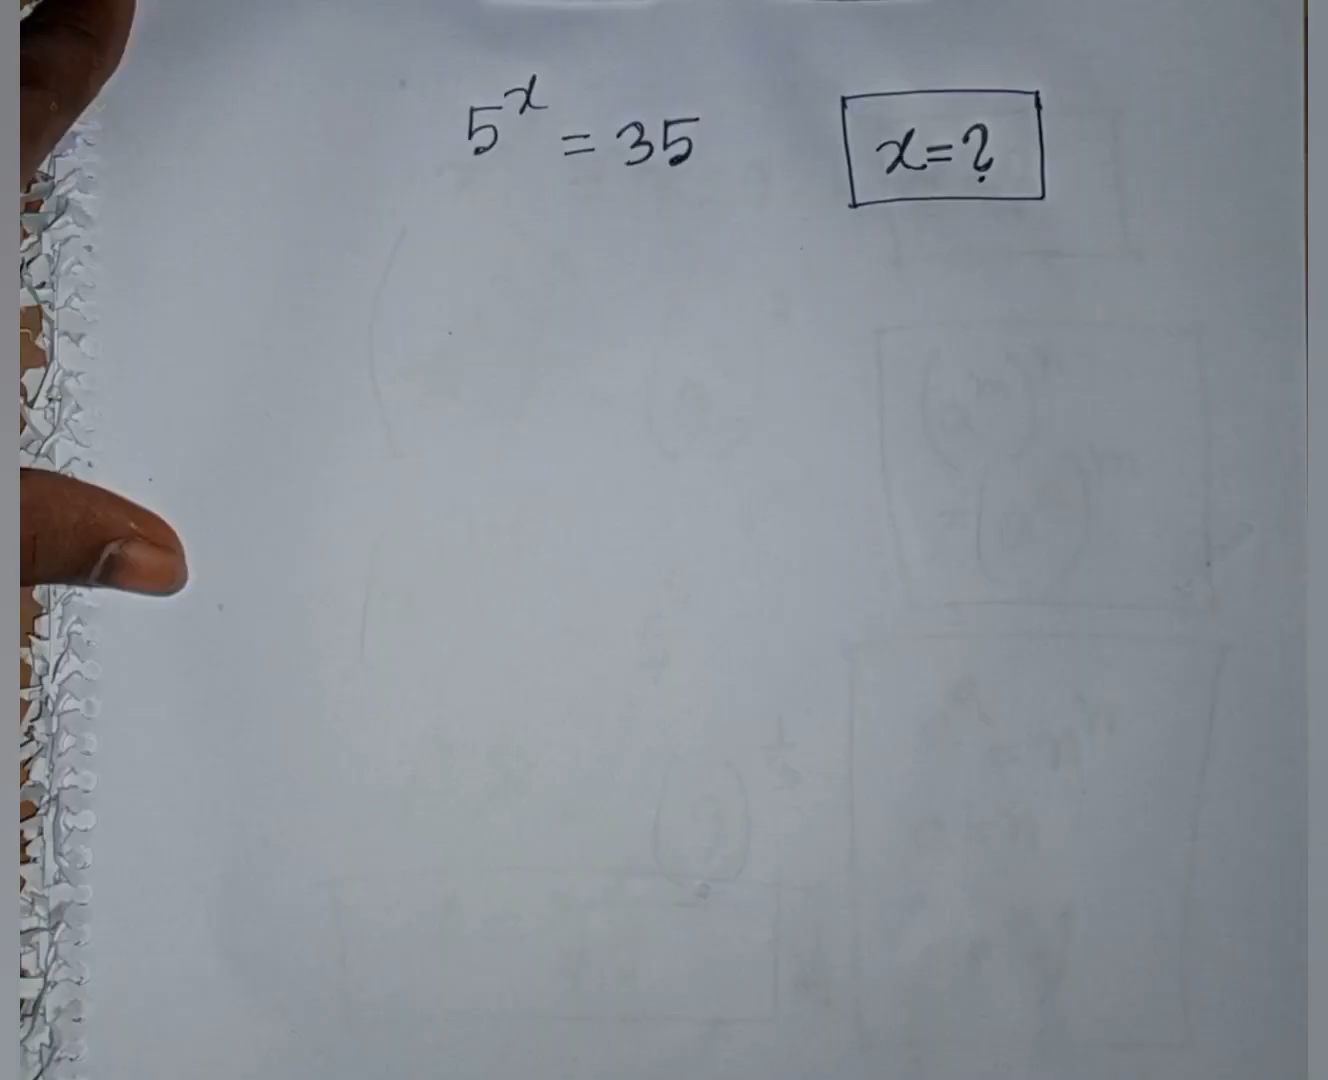 5^x = 35
x = ?